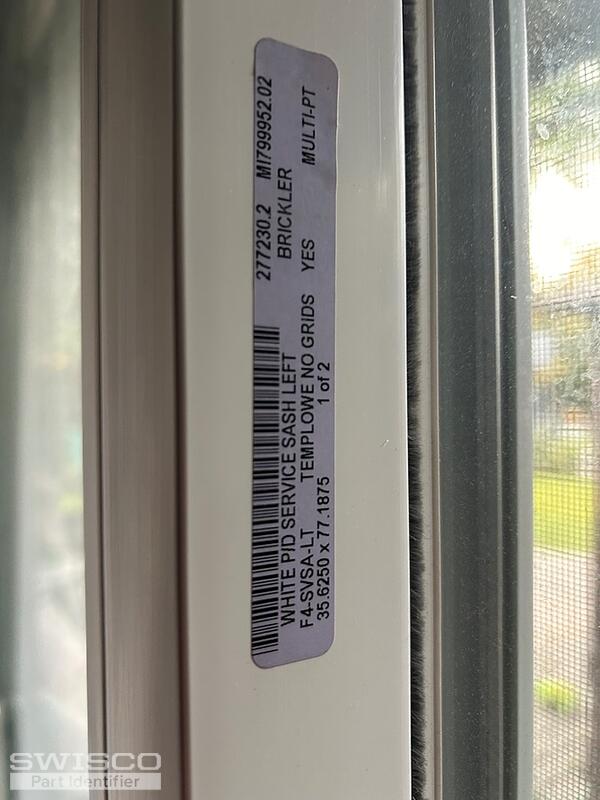 277230.2 MI799952.02
BRICKLER
WHITE PID SERVICE SASH LEFT
F4-SVSA-LT TEMPLOWE NO GRIDS YES MULTI-PT
35.6250 x 77.1875 1 of 2
SWISCO
Part Identifier